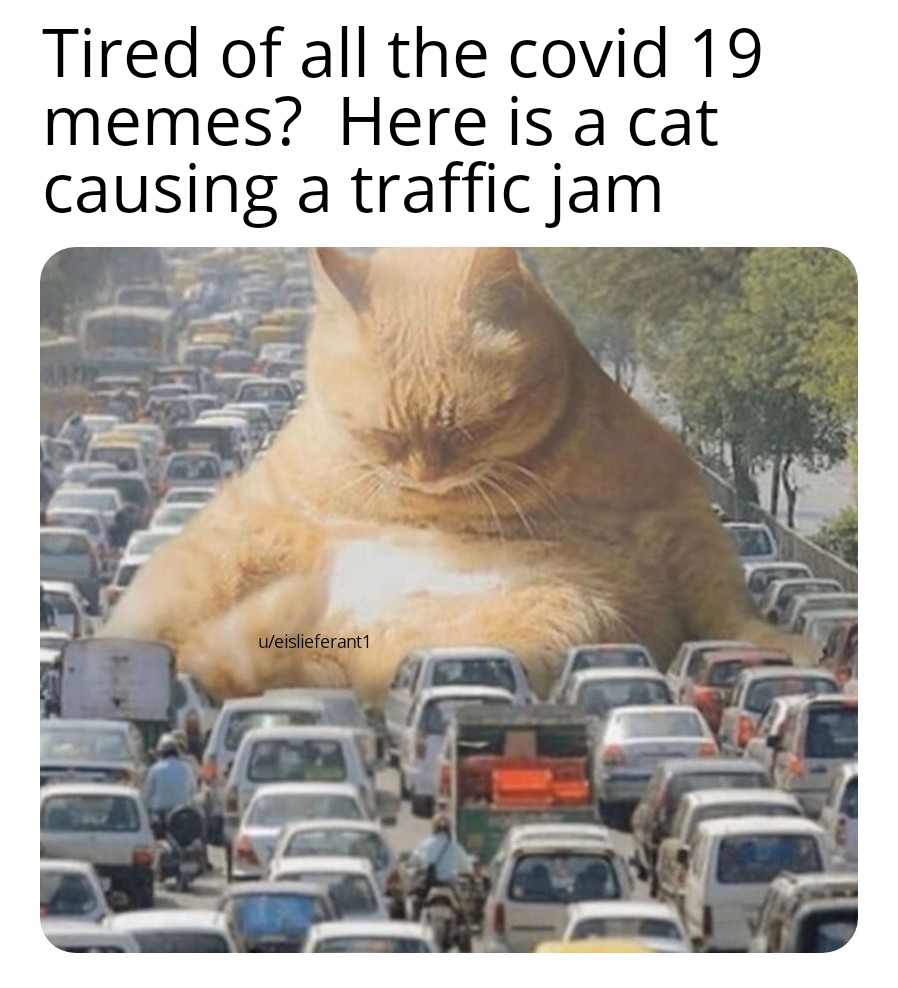 Tired of all the covid 19
memes?  Here is a cat
causing a traffic jam
u/eislieferant1